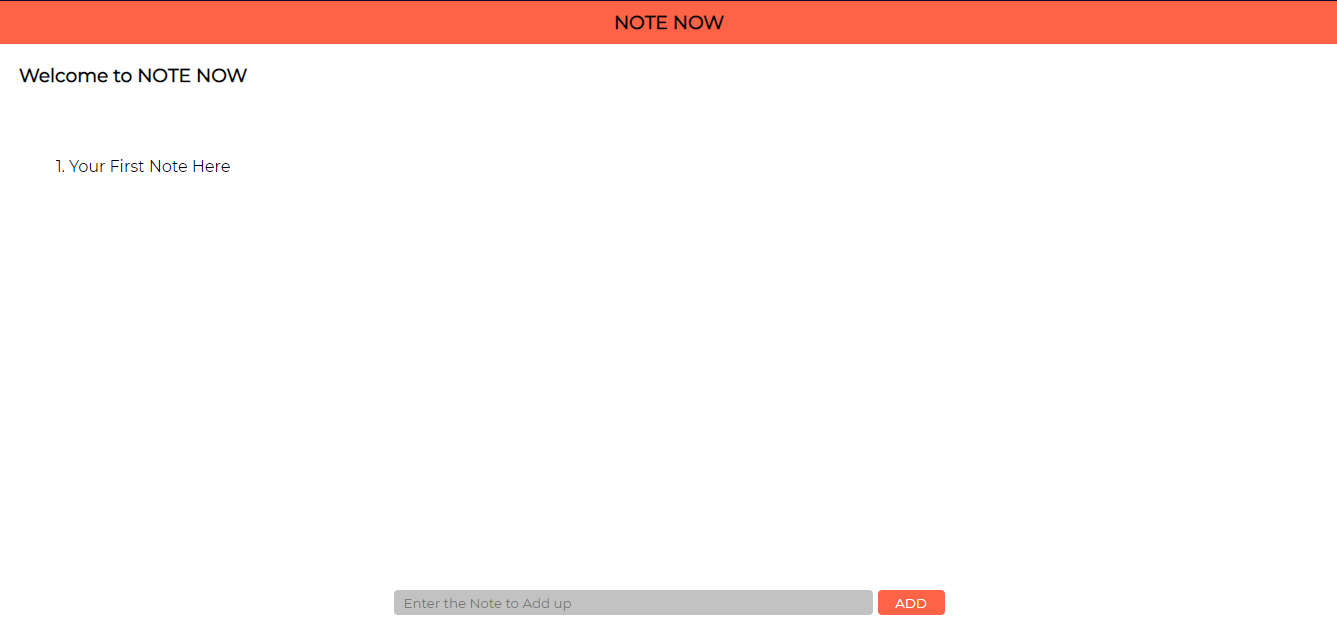 NOTE NOW
Welcome to NOTE NOW
1. Your First Note Here
Enter the Note to Add up
ADD